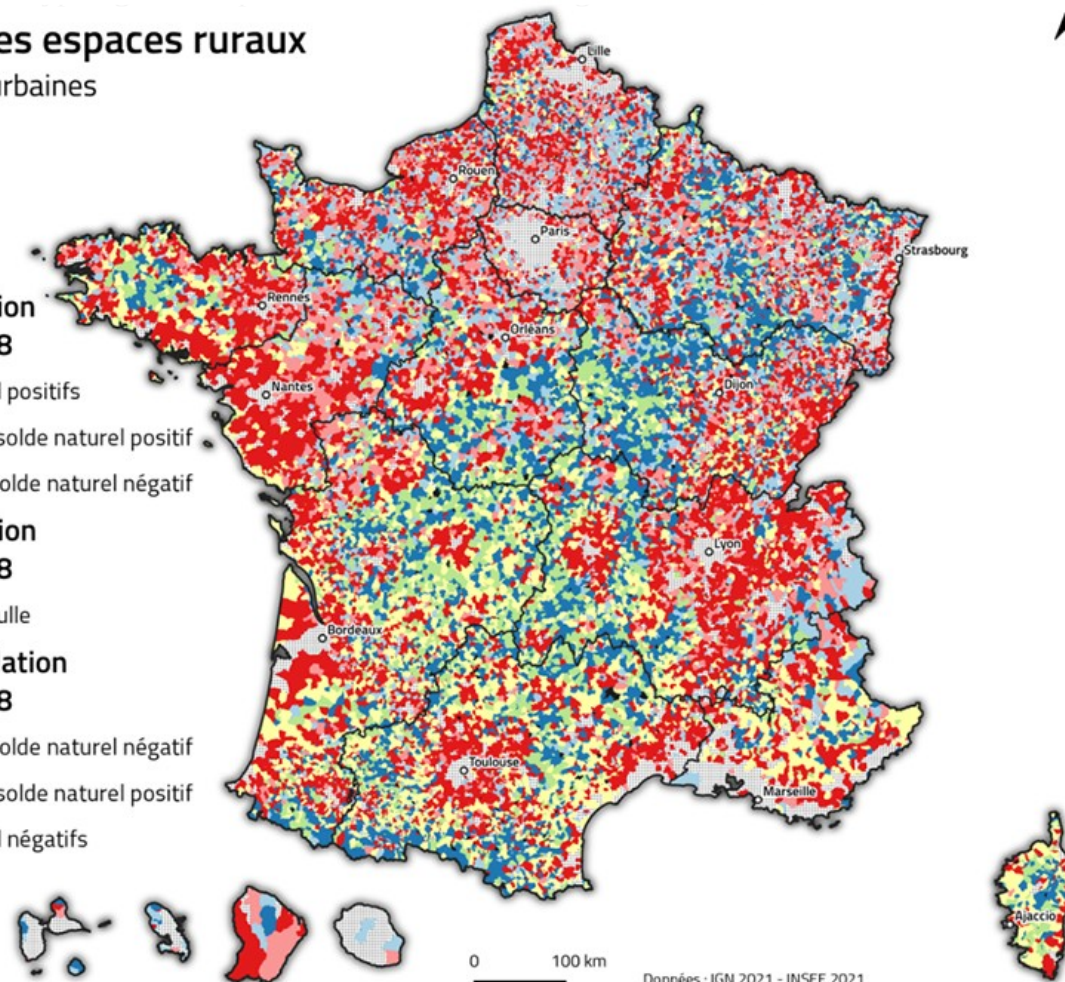 es espaces ruraux
urbaines
ion
8
l positifs
solde naturel positif
olde naturel négatif
ion
8
ulle
lation
8
olde naturel négatif
solde naturel positif
l négatifs
Lille
Rouen
Paris
Strasbourg
Rennes
Orléans
Nantes
Dijon
Lyon
Bordeaux
Toulouse
Marseille
Ajaccio
0 100 km
Données : IGN 2021 - INSEE 2021